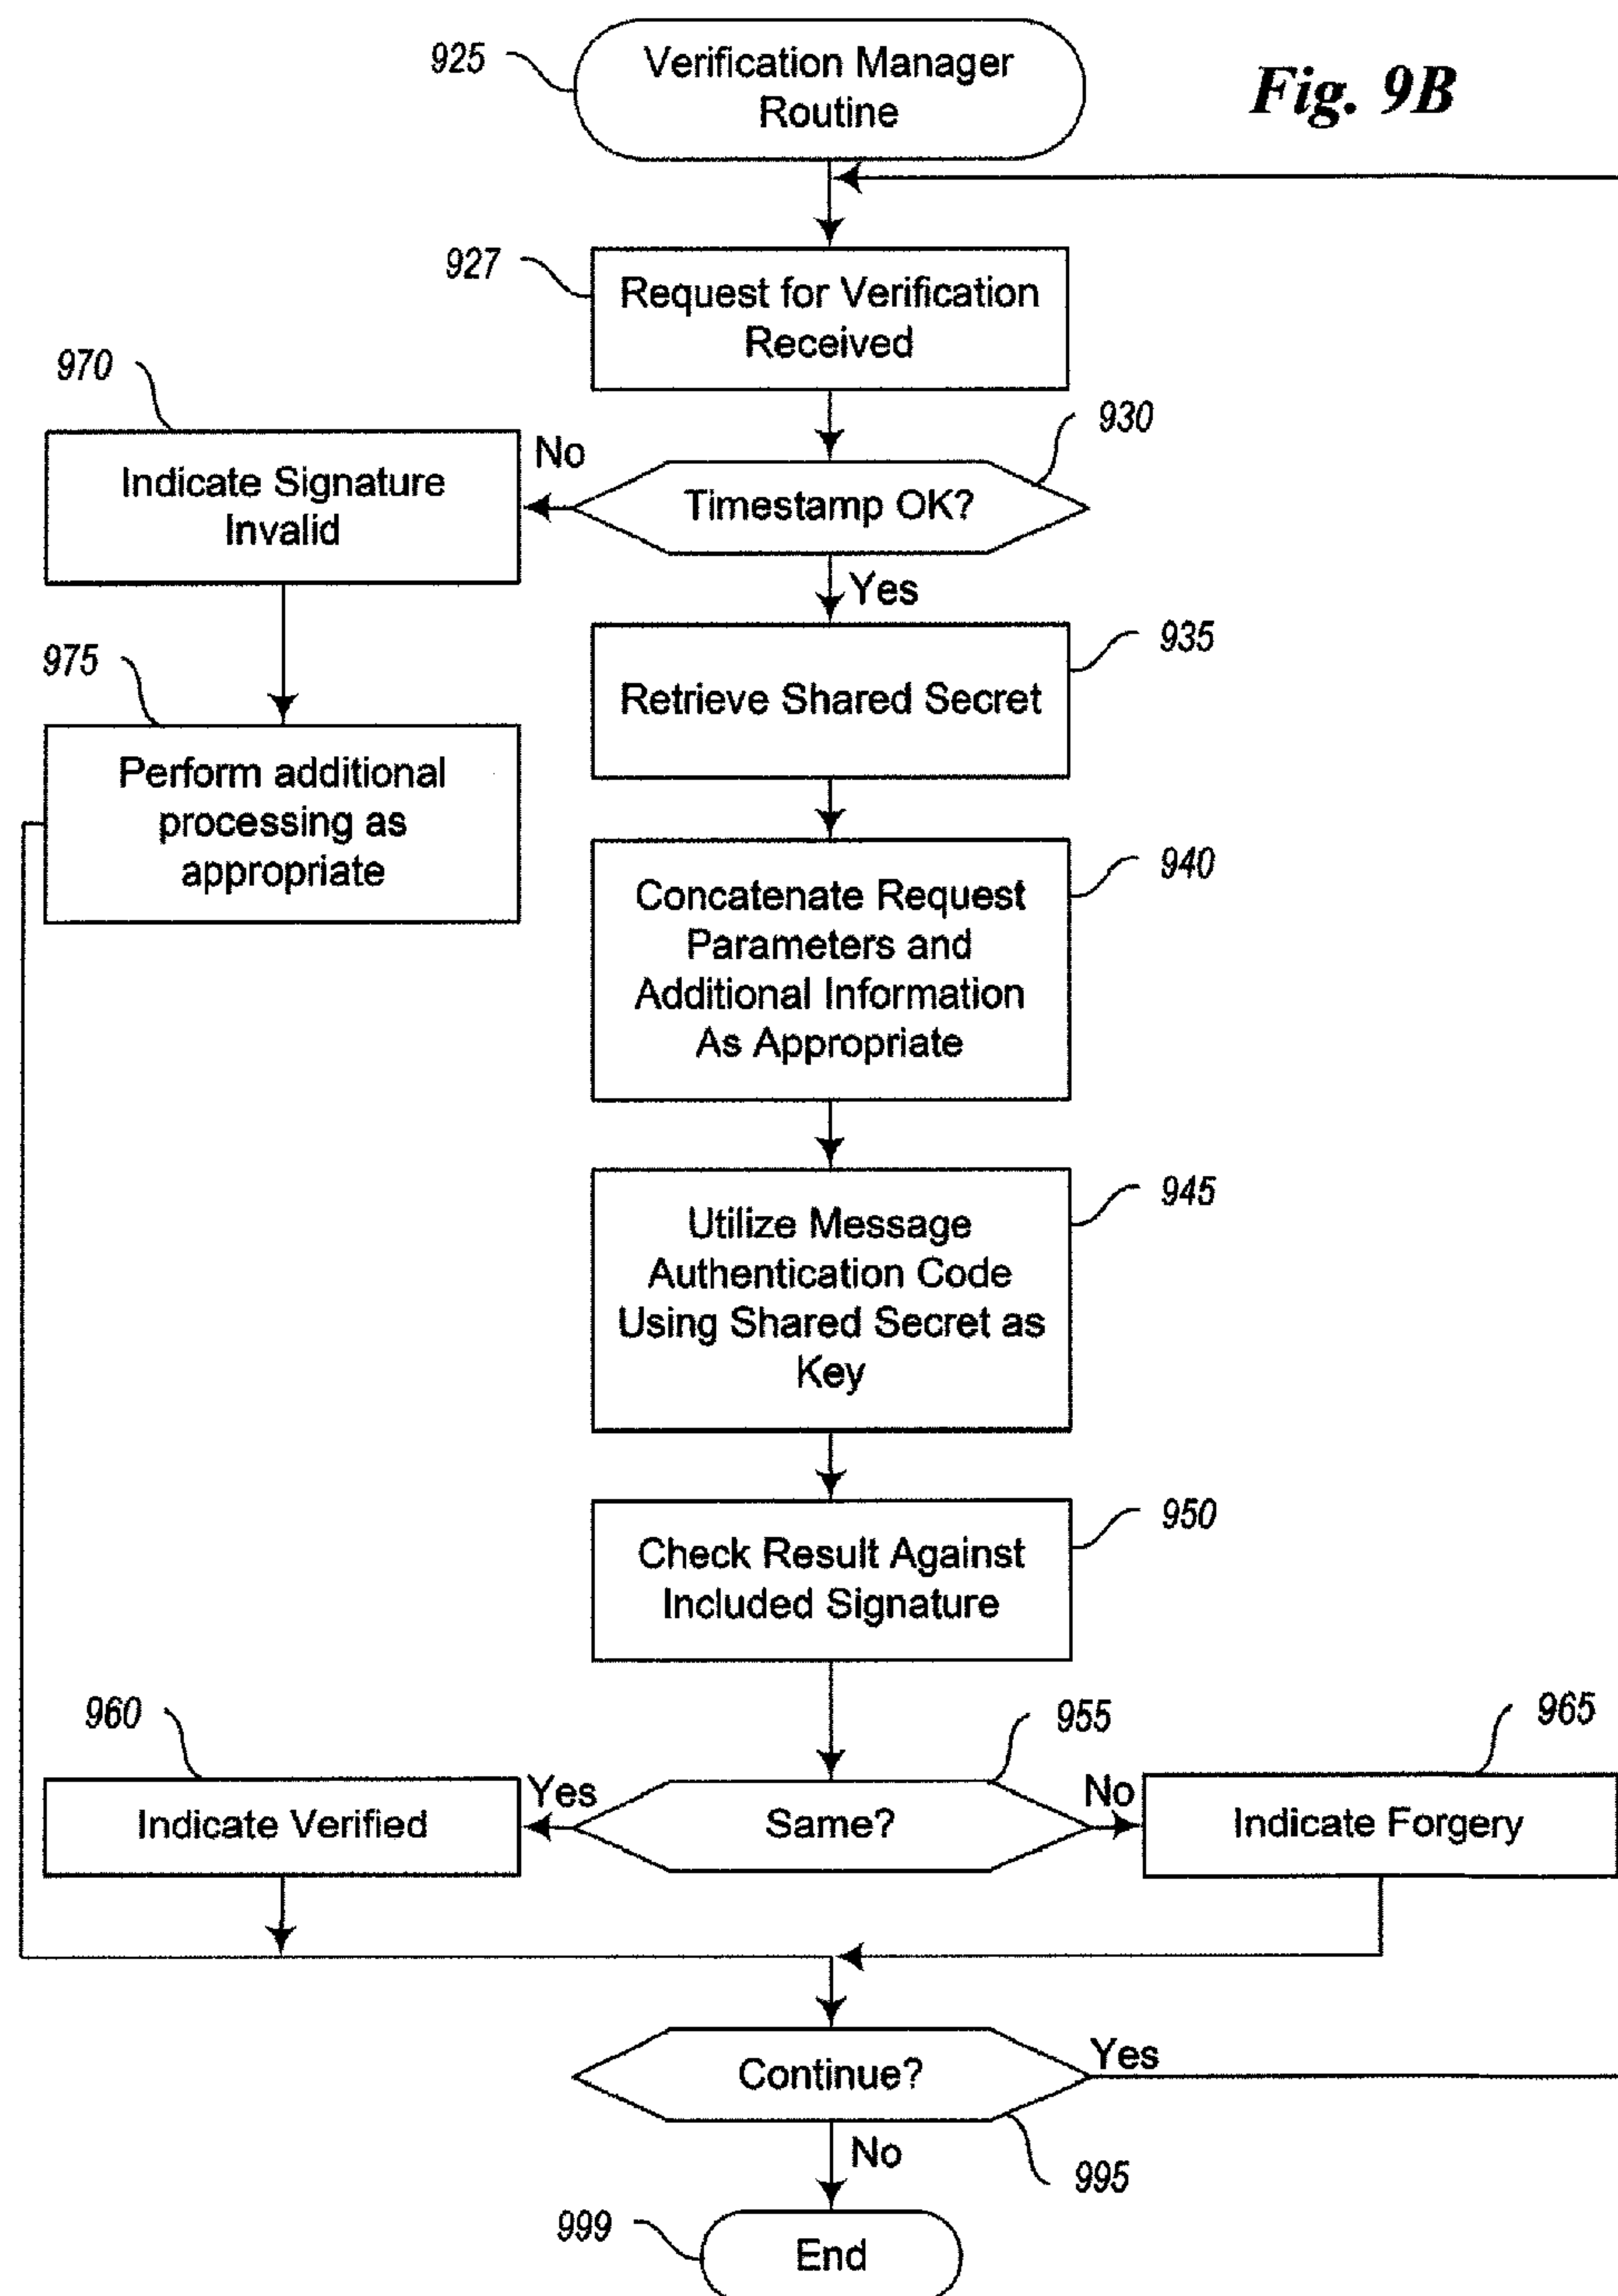 925
Verification Manager
Routine
Fig. 9B
927
Request for Verification
Received
970
930
No
Indicate Signature
Invalid
Timestamp OK?
Yes
975
935
Retrieve Shared Secret
Perform additional
processing as
appropriate
940
Concatenate Request
Parameters and
Additional Information
As Appropriate
945
Utilize Message
Authentication Code
Using Shared Secret as
Key
950
Check Result Against
Included Signature
960
955
965
Yes
No
Indicate Verified
Same?
Indicate Forgery
Continue?
Yes
No
995
999
End